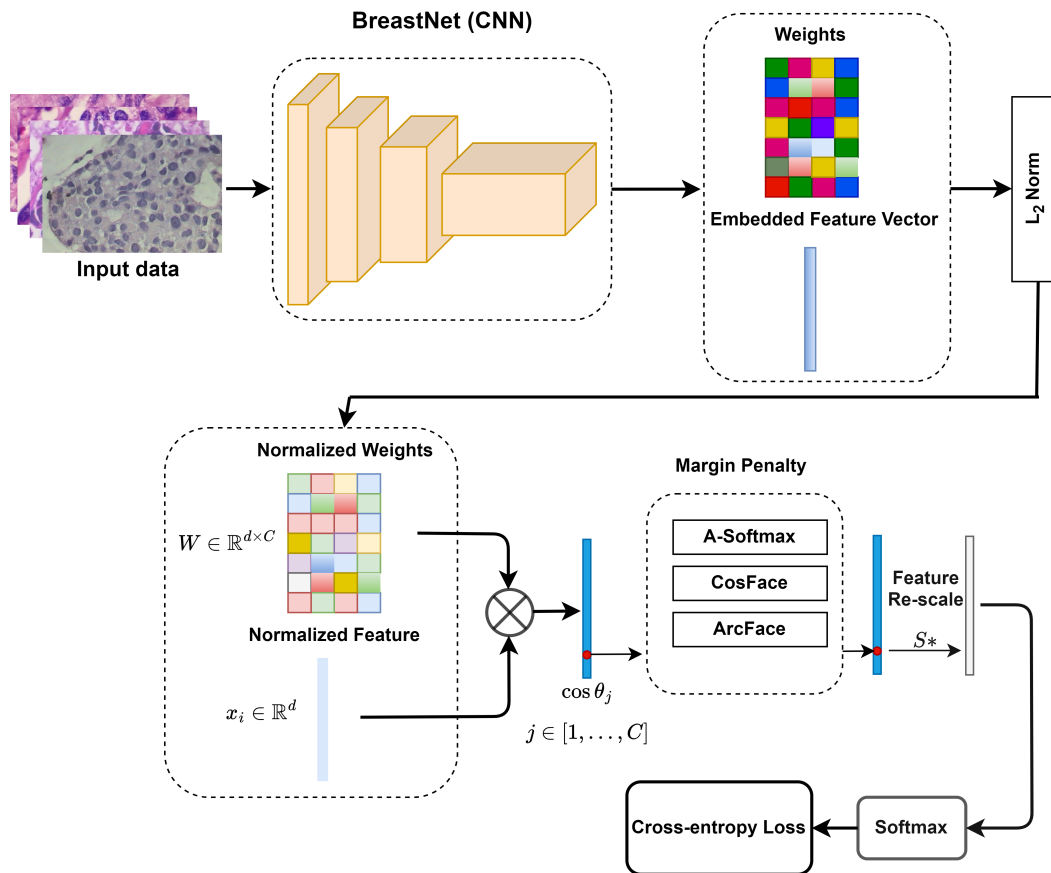 BreastNet (CNN)
Weights
Input data
Embedded Feature Vector
L₂ Norm
Normalized Weights
W ∈ ℝ^{d×C}
Normalized Feature
x_i ∈ ℝ^d
cos θ_j
j ∈ [1, …, C]
Margin Penalty
A-Softmax
CosFace
ArcFace
Feature
Re-scale
S*
Cross-entropy Loss
Softmax